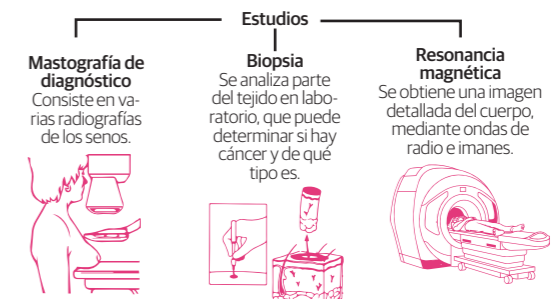 Estudios
Mastografía de
diagnóstico
Consiste en va-
rias radiografías
de los senos.
Biopsia
Se analiza parte
del tejido en labo-
ratorio, que puede
determinar si hay
cáncer y de qué
tipo es.
Resonancia
magnética
Se obtiene una imagen
detallada del cuerpo,
mediante ondas de
radio e imanes.